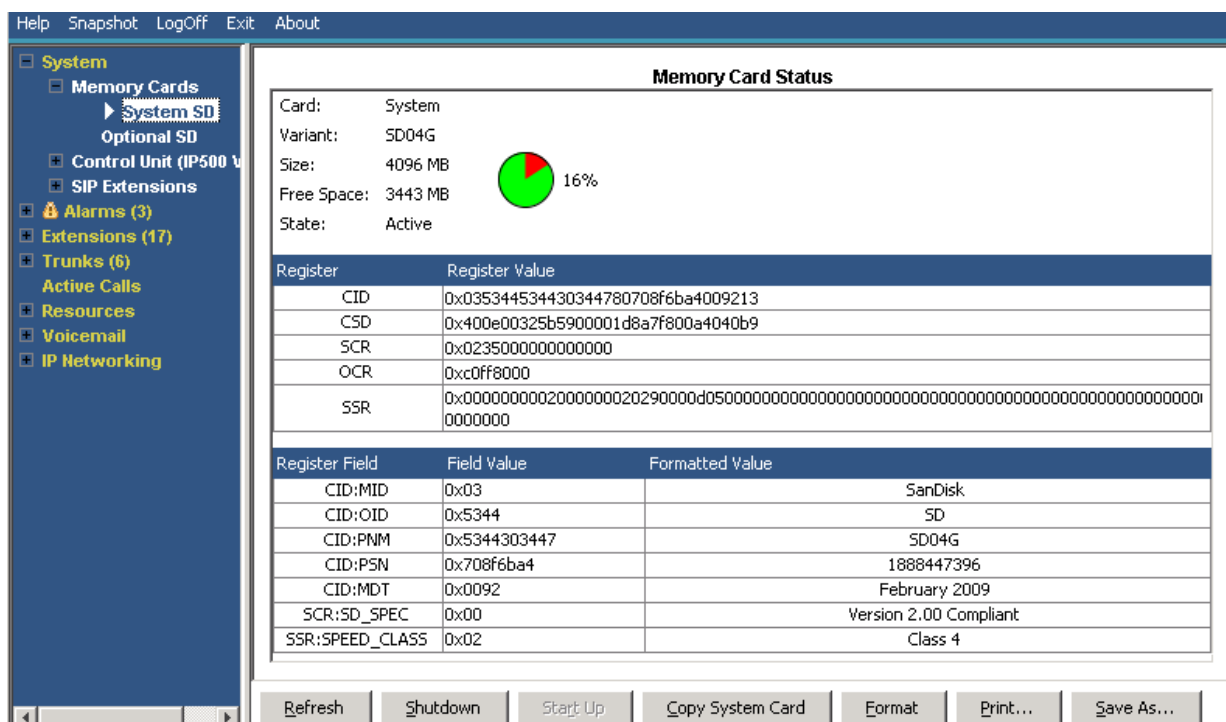 Help Snapshot LogOff Exit About
System
Memory Cards
System SD
Optional SD
Control Unit (IP500 V
SIP Extensions
Alarms (3)
Extensions (17)
Trunks (6)
Active Calls
Resources
Voicemail
IP Networking
Memory Card Status
Card: System
Variant: SD04G
Size: 4096 MB
16%
Free Space: 3443 MB
State: Active
Register Register Value
CID 0x035344534430344780708f6ba4009213
CSD 0x400e00325b5900001d8a7f800a4040b9
SCR 0x0235000000000000
OCR 0xc0ff8000
SSR
0000000
Register Field Field Value Formatted Value
CID:MID 0x03 SanDisk
CID:OID 0x5344 SD
CID:PNM 0x5344303447 SD04G
CID:PSN 0x708f6ba4 1888447396
CID:MDT 0x0092 February 2009
SCR:SD_SPEC 0x00 Version 2.00 Compliant
SSR:SPEED_CLASS 0x02 Class 4
Refresh Shutdown Start Up Copy System Card Format Print... Save As...